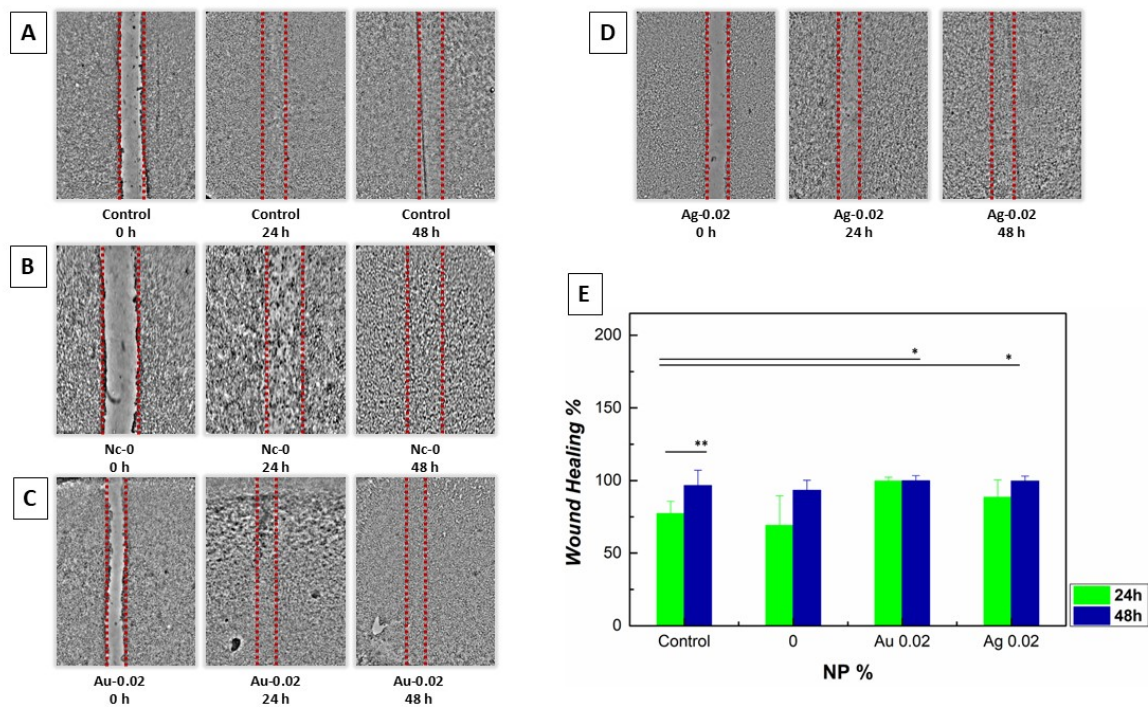 A
Control
0 h
Control
24 h
Control
48 h
B
Nc-0
0 h
Nc-0
24 h
Nc-0
48 h
C
Au-0.02
0 h
Au-0.02
24 h
Au-0.02
48 h
D
Ag-0.02
0 h
Ag-0.02
24 h
Ag-0.02
48 h
E
Wound Healing %
200
150
100
50
0
*
*
**
Control
0
Au 0.02
Ag 0.02
NP %
24h
48h